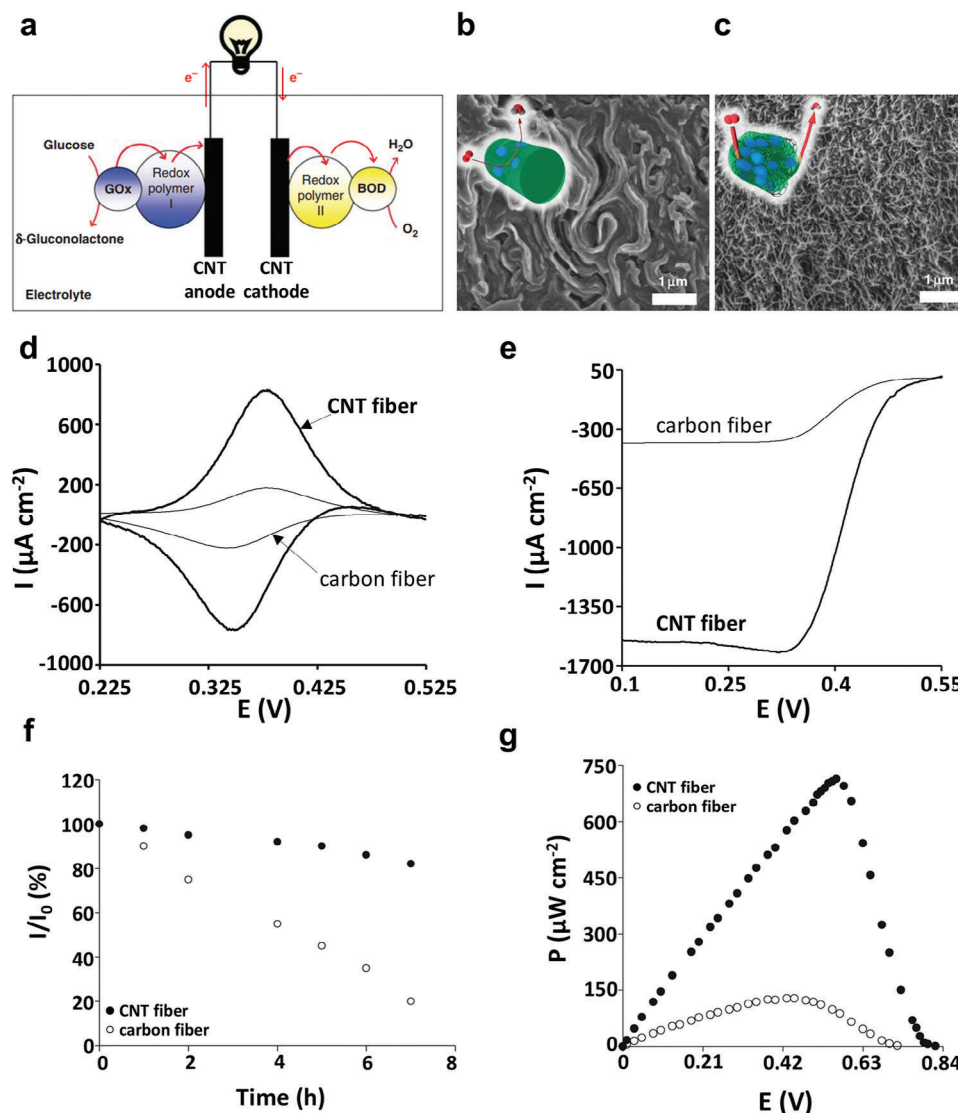 a
e⁻
e⁻
Glucose
GOx
δ-Gluconolactone
Redox
polymer
I
Redox
polymer
II
BOD
H₂O
O₂
CNT
anode
CNT
cathode
Electrolyte
b
1 μm
c
1 μm
d
1000
600
200
-200
-600
-1000
I (μA cm⁻²)
CNT fiber
carbon fiber
0.225
0.325
0.425
0.525
E (V)
e
50
-300
-650
-1000
-1350
-1700
I (μA cm⁻²)
carbon fiber
CNT fiber
0.1
0.25
0.4
0.55
E (V)
f
120
100
80
60
40
20
0
I/I₀ (%)
CNT fiber
carbon fiber
0
2
4
6
8
Time (h)
g
750
600
450
300
150
0
P (μW cm⁻²)
CNT fiber
carbon fiber
0
0.21
0.42
0.63
0.84
E (V)